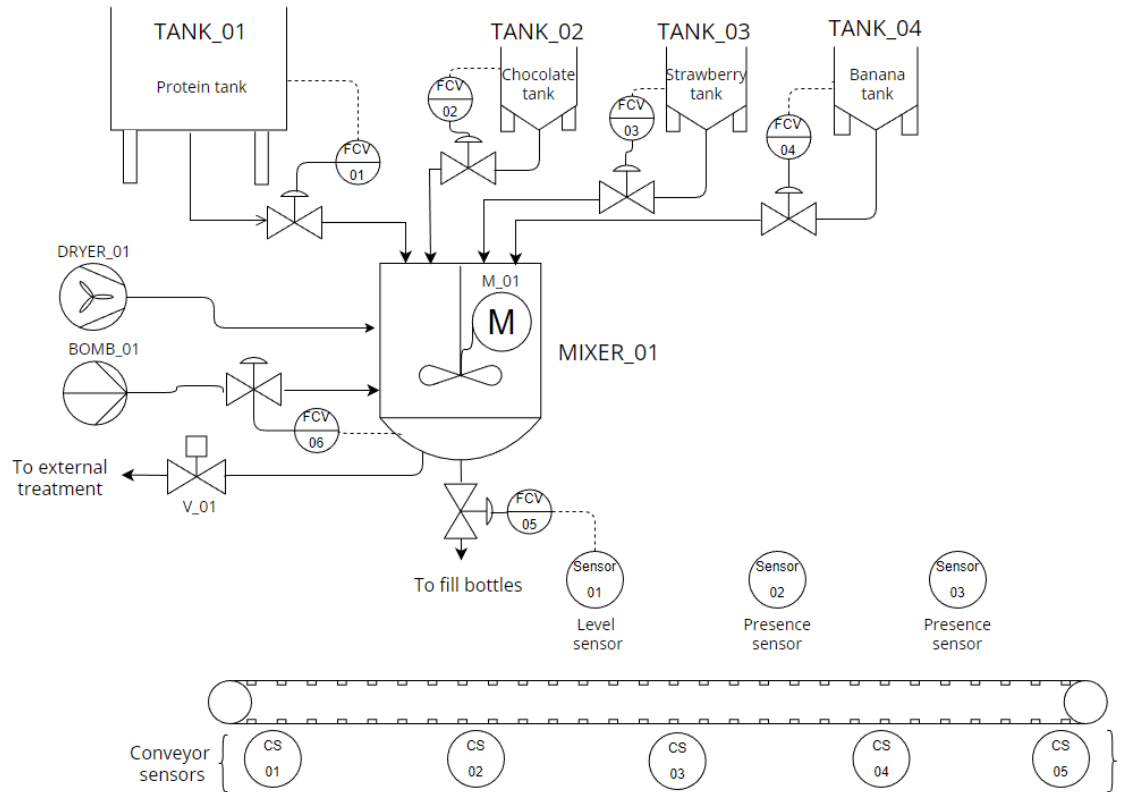 TANK_01
TANK_02
TANK_03
TANK_04
Protein tank
Chocolate
tank
Strawberry
tank
Banana
tank
FCV
01
FCV
02
FCV
03
FCV
04
DRYER_01
M_01
M
MIXER_01
BOMB_01
FCV
06
To external
treatment
V_01
FCV
05
To fill bottles
Sensor
01
Level
sensor
Sensor
02
Presence
sensor
Sensor
03
Presence
sensor
Conveyor
sensors
CS
01
CS
02
CS
03
CS
04
CS
05